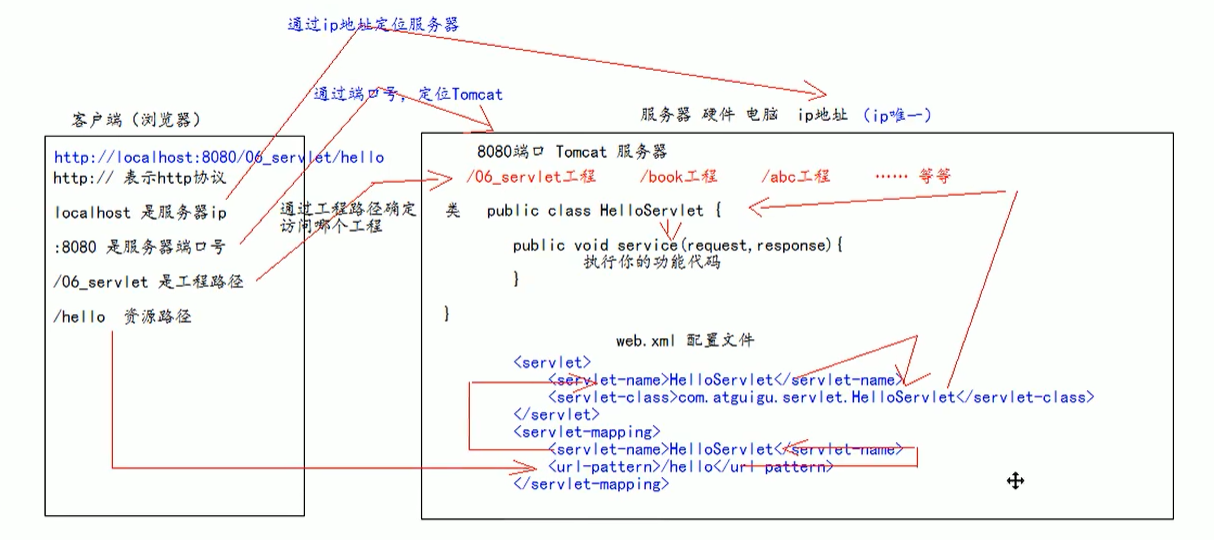 通过ip地址定位服务器
通过端口号，定位Tomcat
客户端（浏览器）
服务器 硬件 电脑 ip地址 （ip唯一）
http://localhost:8080/06_servlet/hello
http:// 表示http协议
localhost 是服务器ip
:8080 是服务器端口号
/06_servlet 是工程路径
/hello 资源路径
通过工程路径确定
访问哪个工程
8080端口 Tomcat 服务器
/06_servlet工程 /book工程 /abc工程 …… 等等
类 public class HelloServlet {
public void service(request,response){
执行你的功能代码
}
}
web.xml 配置文件
<servlet>
<servlet-name>HelloServlet</servlet-name>
<servlet-class>com.atguigu.servlet.HelloServlet</servlet-class>
</servlet>
<servlet-mapping>
<servlet-name>HelloServlet</servlet-name>
<url-pattern>/hello</url-pattern>
</servlet-mapping>